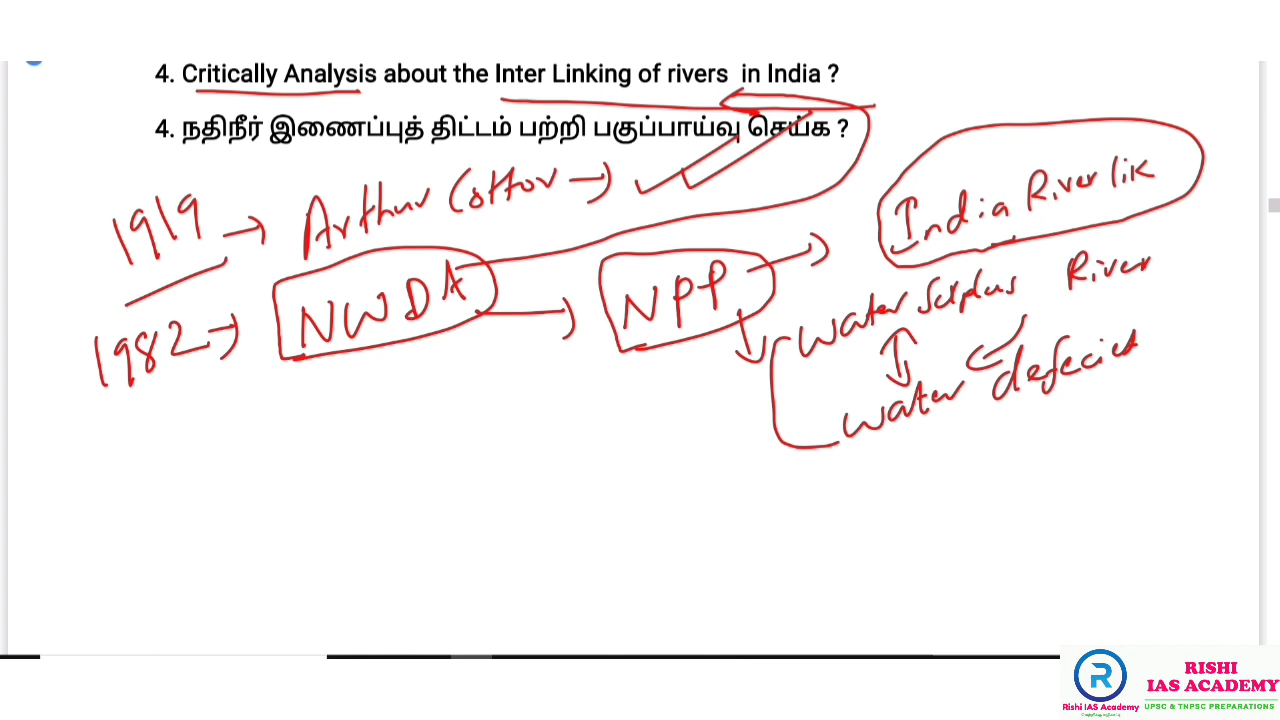 4. Critically Analysis about the Inter Linking of rivers in India ?
4. நதிநீர் இணைப்புத் திட்டம் பற்றி பகுப்பாய்வு செய்க ?
1919 → Arthur Cottor →
India River lik
1982 → NWDA → NPP →
water surplus River
water defeciet
RISHI
IAS ACADEMY
Rishi IAS Academy
UPSC & TNPSC PREPARATIONS